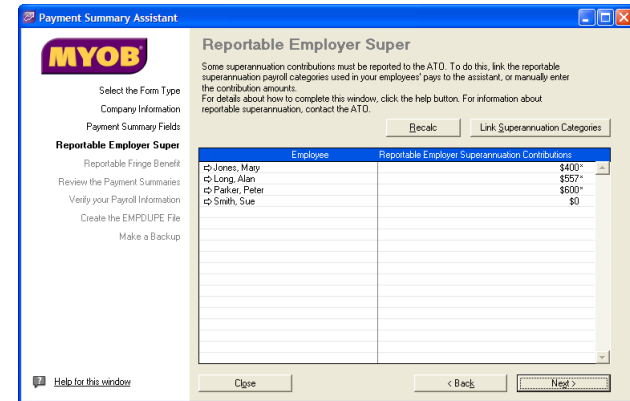 Payment Summary Assistant
MYOB
Select the Form Type
Company Information
Payment Summary Fields
Reportable Employer Super
Reportable Fringe Benefit
Review the Payment Summaries
Verify your Payroll Information
Create the EMPDUPE File
Make a Backup
Help for this window
Reportable Employer Super
Some superannuation contributions must be reported to the ATO. To do this, link the reportable
superannuation payroll categories used in your employees' pays to the assistant, or manually enter
the contribution amounts.
For details about how to complete this window, click the help button. For information about
reportable superannuation, contact the ATO.
Recalc Link Superannuation Categories
Employee Reportable Employer Superannuation Contributions
Jones, Mary $400*
Long, Alan $557*
Parker, Peter $600*
Smith, Sue $0
Close < Back Next >